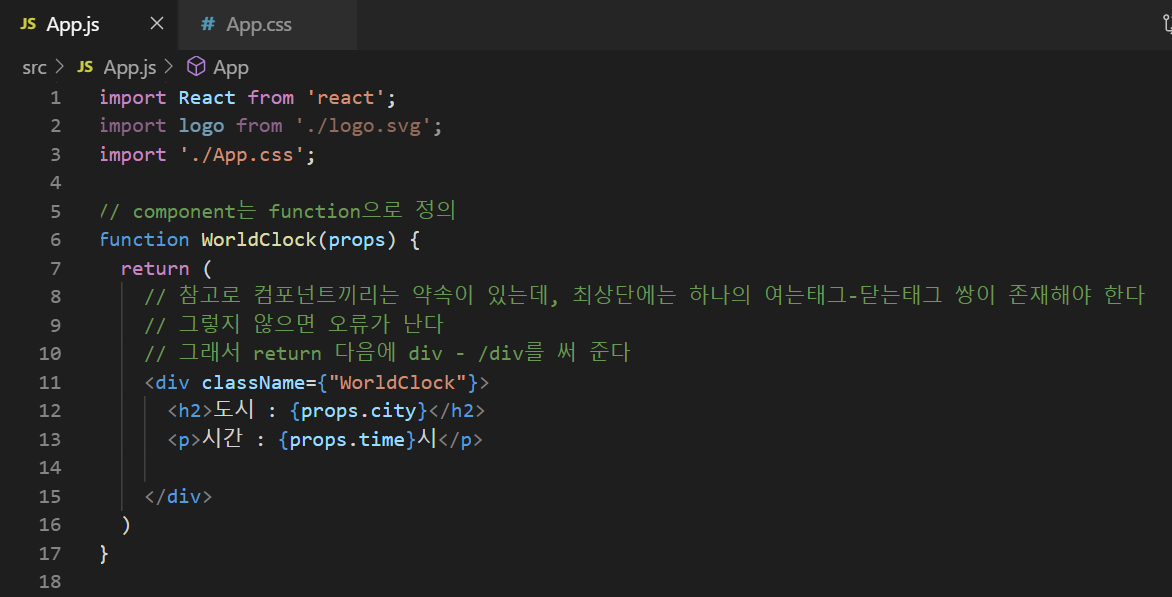 JS App.js × # App.css
src > JS App.js > App
1 import React from 'react';
2 import logo from './logo.svg';
3 import './App.css';
4
5 // component는 function으로 정의
6 function WorldClock(props) {
7   return (
8     // 참고로 컴포넌트끼리는 약속이 있는데, 최상단에는 하나의 여는태그-닫는태그 쌍이 존재해야 한다
9     // 그렇지 않으면 오류가 난다
10     // 그래서 return 다음에 div - /div를 써 준다
11     <div className={"WorldClock"}>
12       <h2>도시 : {props.city}</h2>
13       <p>시간 : {props.time}시</p>
14
15     </div>
16   )
17 }
18